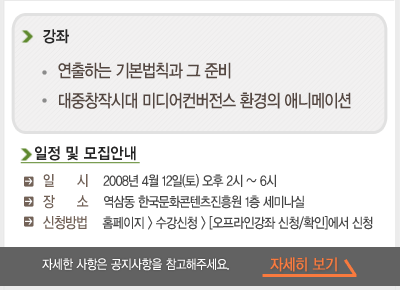 강좌
연출하는 기본법칙과 그 준비
대중창작시대 미디어컨버전스 환경의 애니메이션
일정 및 모집안내
일 시 2008년 4월 12일(토) 오후 2시 ~ 6시
장 소 역삼동 한국문화콘텐츠진흥원 1층 세미나실
신청방법 홈페이지 > 수강신청 > [오프라인강좌 신청/확인]에서 신청
자세한 사항은 공지사항을 참고해주세요. 자세히 보기